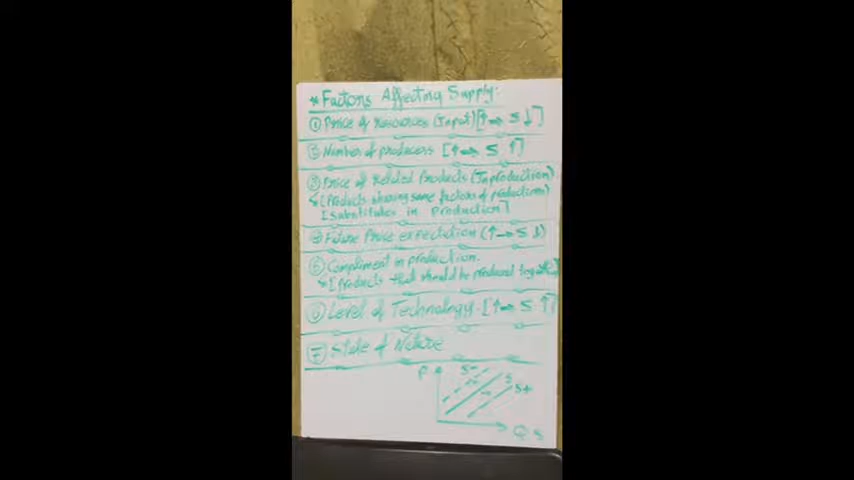 * Factors Affecting Supply:
① Price of resources (Input) [↑ → S ↓]
② Number of producers [↑ → S ↑]
③ Price of Related Products (In production)
* [Products sharing same factors of production]
[Substitutes in production]
④ Future Price expectation (↑ → S ↓)
⑤ Compliment in production.
* [Products that should be produced
⑥ Level of Technology. [↑ → S ↑]
⑦ State of Nature
P S- S S+
Q s